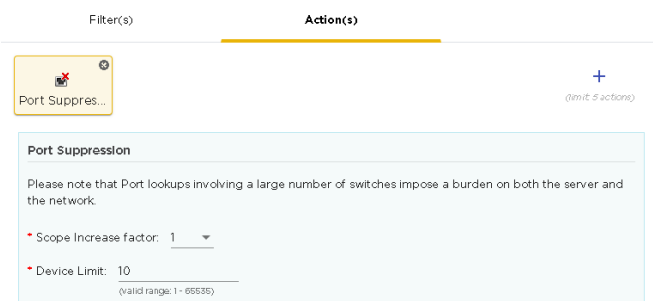 Filter(s) Action(s)
Port Suppres...
(limit: 5 actions)
Port Suppression
Please note that Port lookups involving a large number of switches impose a burden on both the server and
the network.
* Scope Increase factor: 1
* Device Limit: 10
(valid range: 1 - 65535)